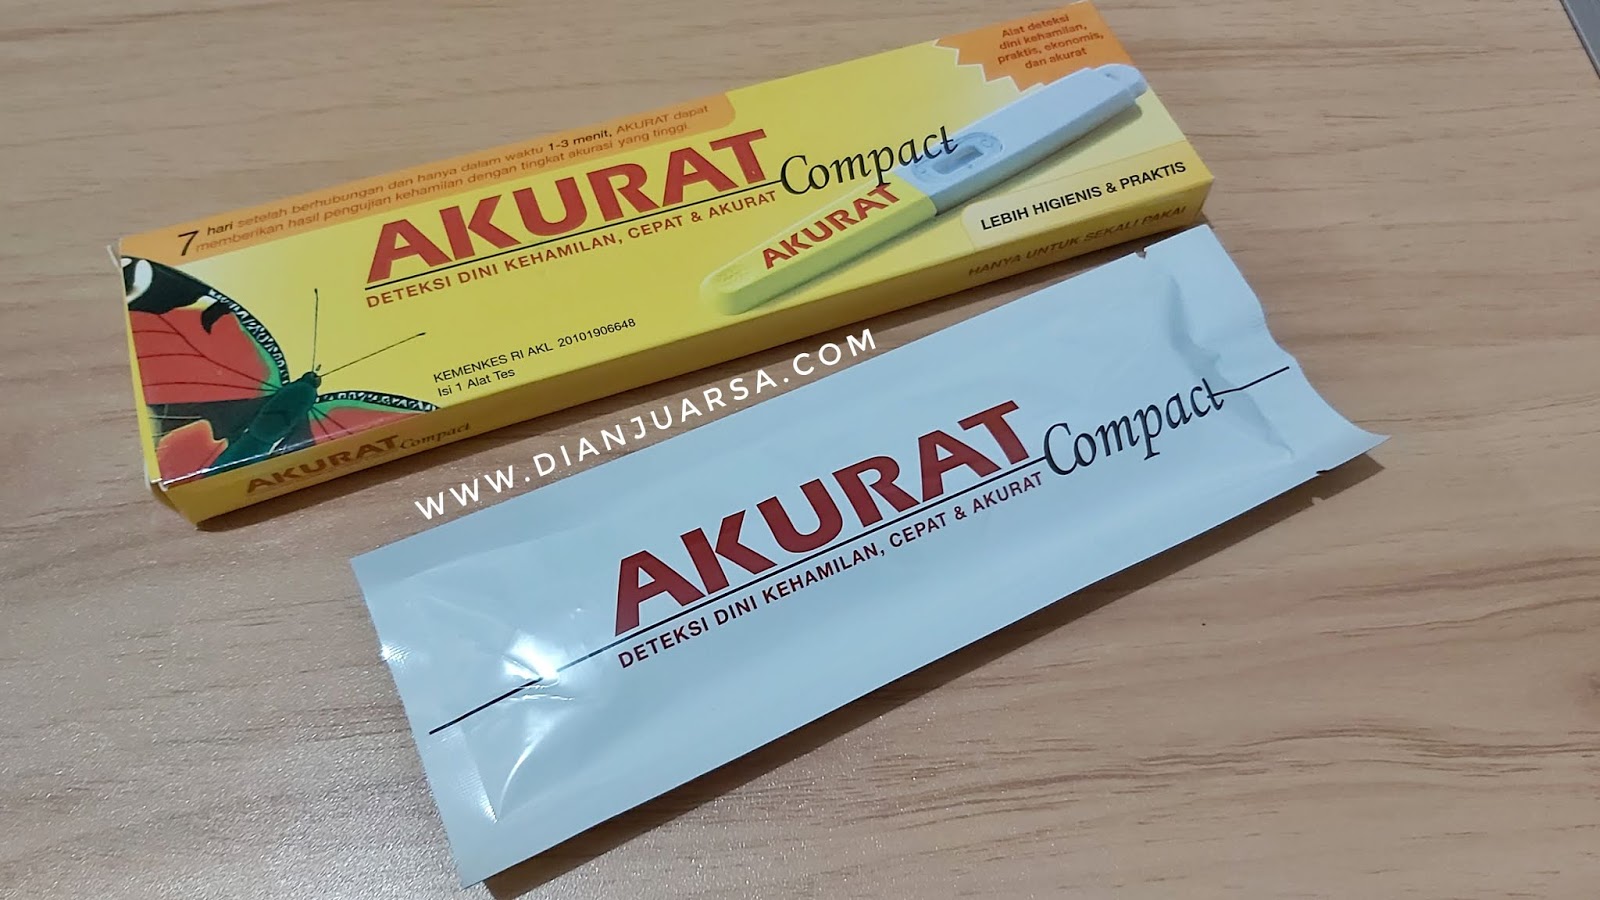 Alat deteksi
dini kehamilan,
praktis, ekonomis,
dan akurat
7 hari setelah berhubungan dan hanya dalam waktu 1-3 menit, AKURAT dapat
memberikan hasil pengujian kehamilan dengan tingkat akurasi yang tinggi.
AKURAT Compact
DETEKSI DINI KEHAMILAN, CEPAT & AKURAT
AKURAT
LEBIH HIGIENIS & PRAKTIS
HANYA UNTUK SEKALI PAKAI
KEMENKES RI AKL 20101906648
Isi 1 Alat Tes
AKURAT Compact
WWW.DIANJUARSA.COM
AKURAT Compact
DETEKSI DINI KEHAMILAN, CEPAT & AKURAT